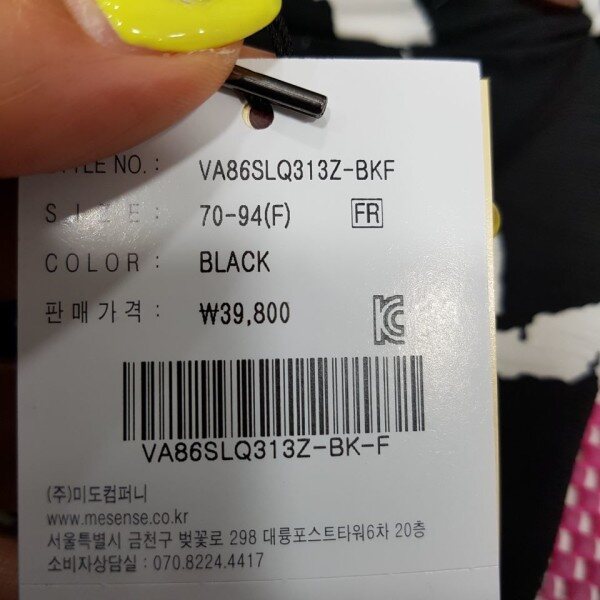 STYLE NO. : VA86SLQ313Z-BKF
SIZE : 70-94(F) FR
COLOR : BLACK
판매가격 : ₩39,800
VA86SLQ313Z-BK-F
(주)미도컴퍼니
www.mesense.co.kr
서울특별시 금천구 벚꽃로 298 대륭포스트타워6차 20층
소비자상담실 : 070.8224.4417